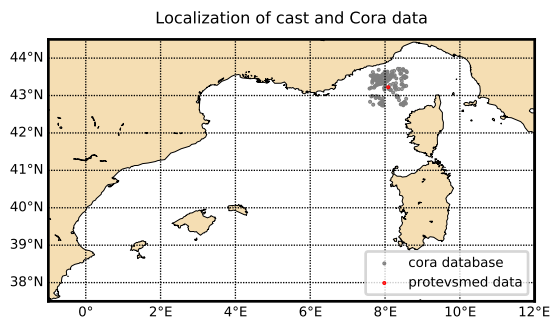 Localization of cast and Cora data
44°N
43°N
42°N
41°N
40°N
39°N
38°N
cora database
protevsmed data
0°
2°E
4°E
6°E
8°E
10°E
12°E